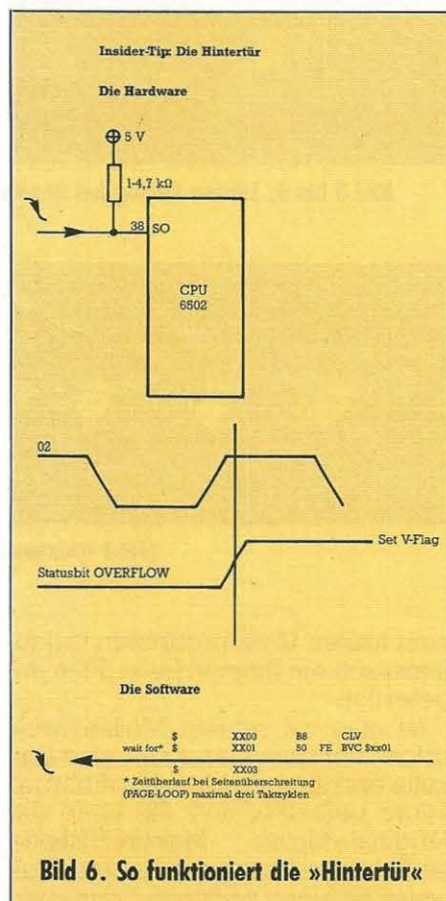 Insider-Tip: Die Hintertür
Die Hardware
5 V
1-4,7 kΩ
38 SO
CPU
6502
02
Set V-Flag
Statusbit OVERFLOW
Die Software
$ XX00 B8 CLV
wait for* $ XX01 50 FE BVC $xx01
$ XX03
* Zeitüberlauf bei Seitenüberschreitung
(PAGE-LOOP) maximal drei Taktzyklen
Bild 6. So funktioniert die »Hintertür«